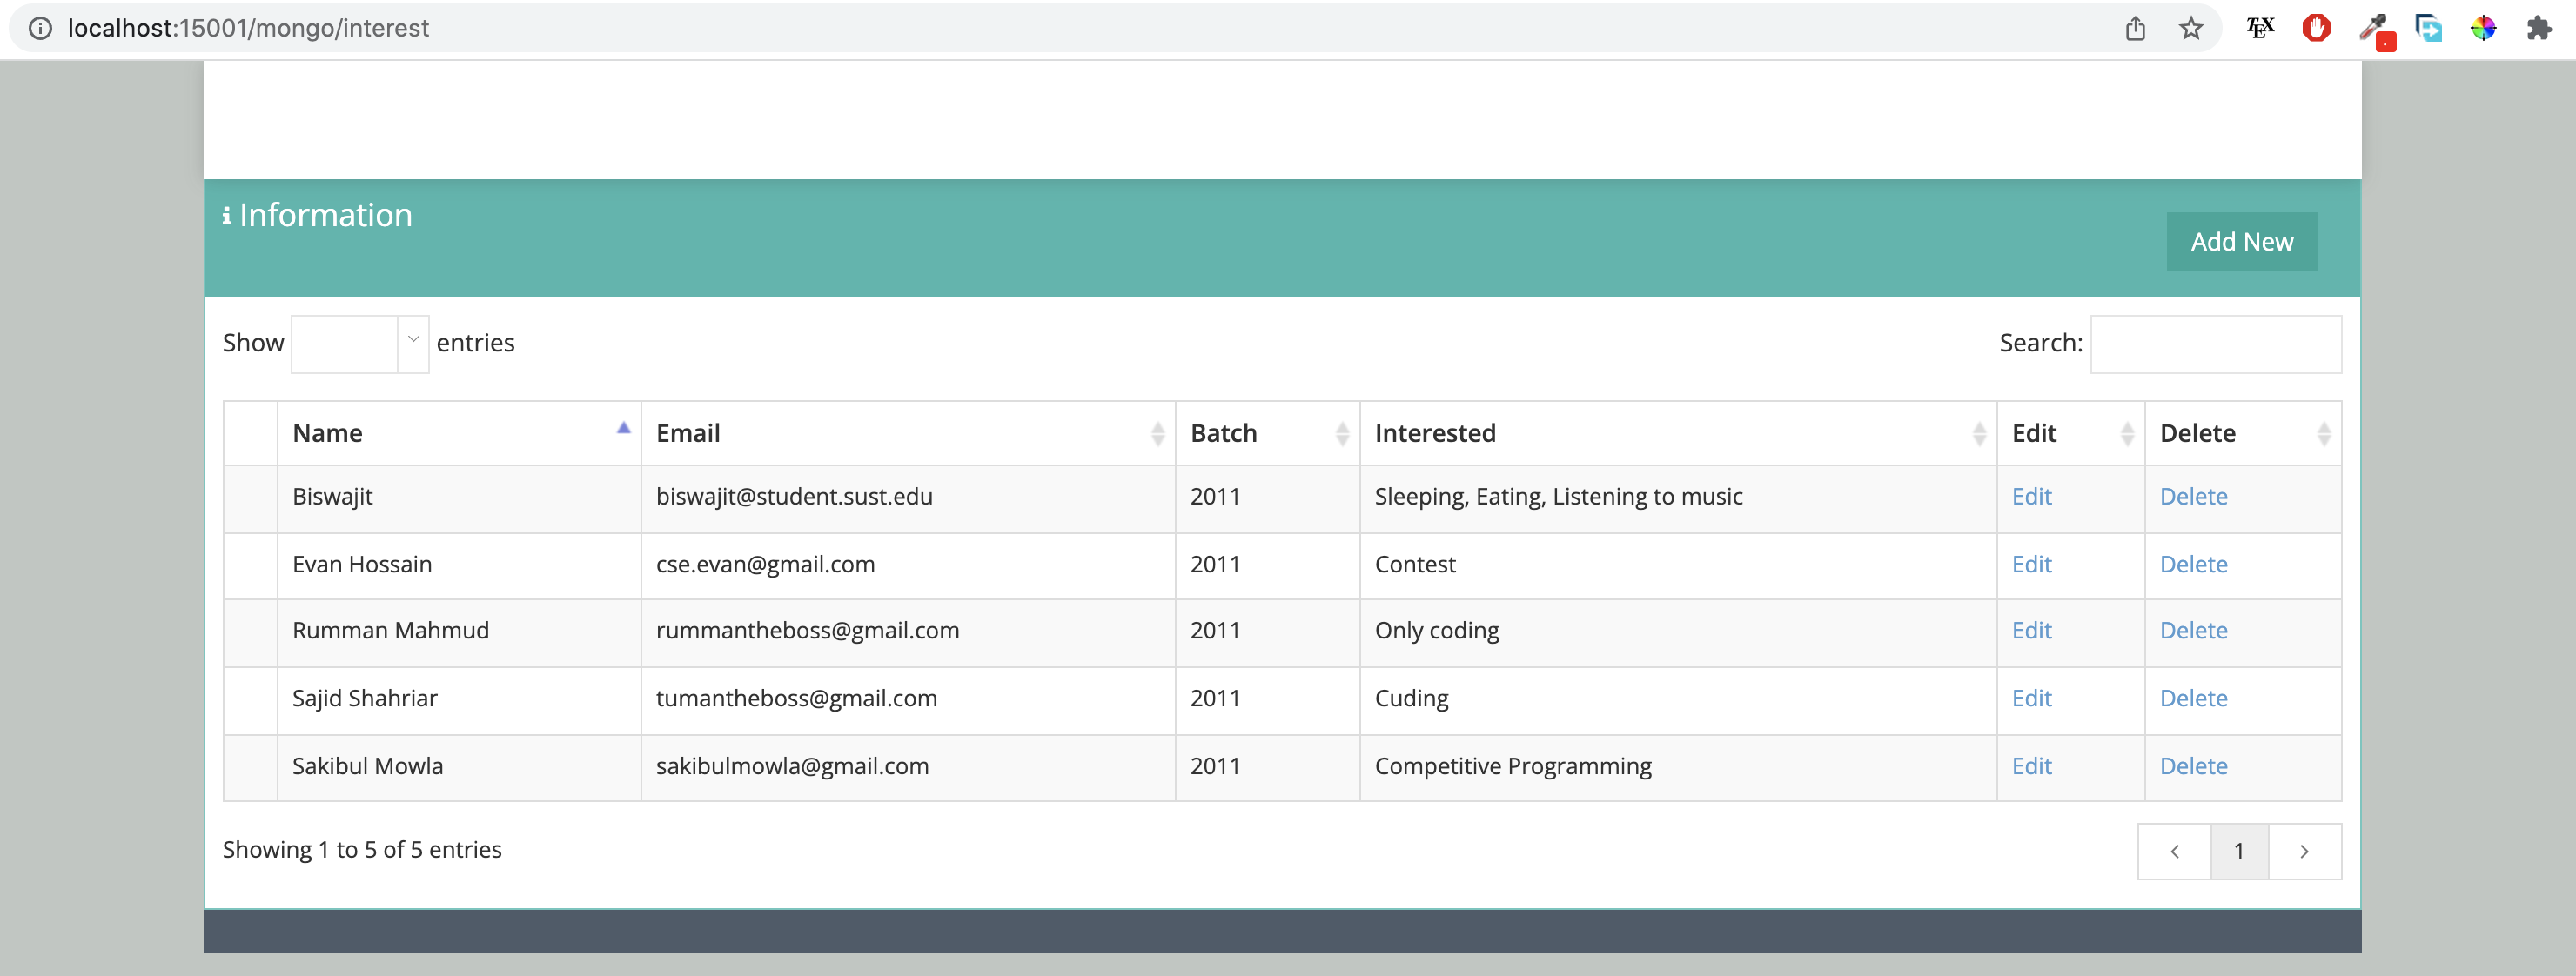 localhost:15001/mongo/interest
TEX
Information
Add New
Show entries
Search:
Name Email Batch Interested Edit Delete
Biswajit biswajit@student.sust.edu 2011 Sleeping, Eating, Listening to music Edit Delete
Evan Hossain cse.evan@gmail.com 2011 Contest Edit Delete
Rumman Mahmud rummantheboss@gmail.com 2011 Only coding Edit Delete
Sajid Shahriar tumantheboss@gmail.com 2011 Cuding Edit Delete
Sakibul Mowla sakibulmowla@gmail.com 2011 Competitive Programming Edit Delete
Showing 1 to 5 of 5 entries
1